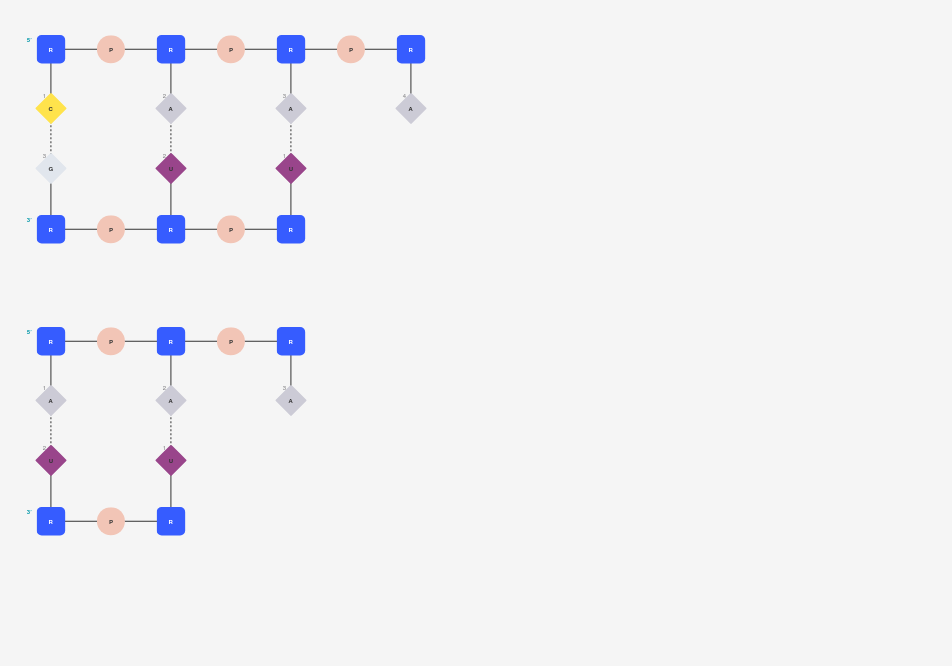 5'
R P R P R P R
1 2 3 4
C A A A
3 2 1
G U U
3'
R P R P R
5'
R P R P R
1 2 3
A A A
2 1
U U
3'
R P R